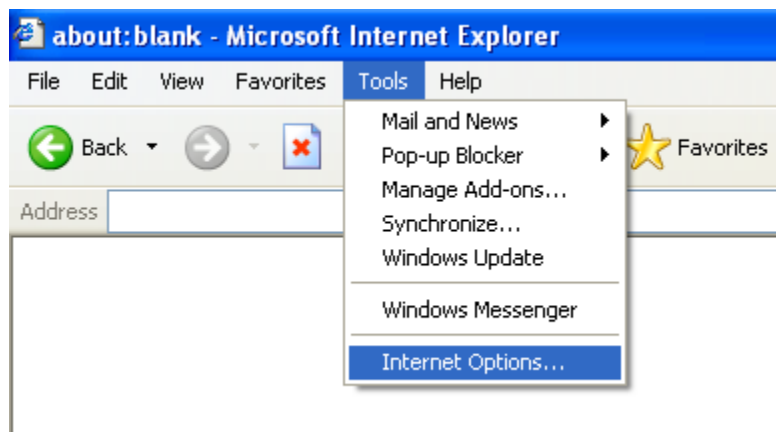 about:blank - Microsoft Internet Explorer
File Edit View Favorites Tools Help
Back Favorites
Address
Mail and News
Pop-up Blocker
Manage Add-ons...
Synchronize...
Windows Update
Windows Messenger
Internet Options...